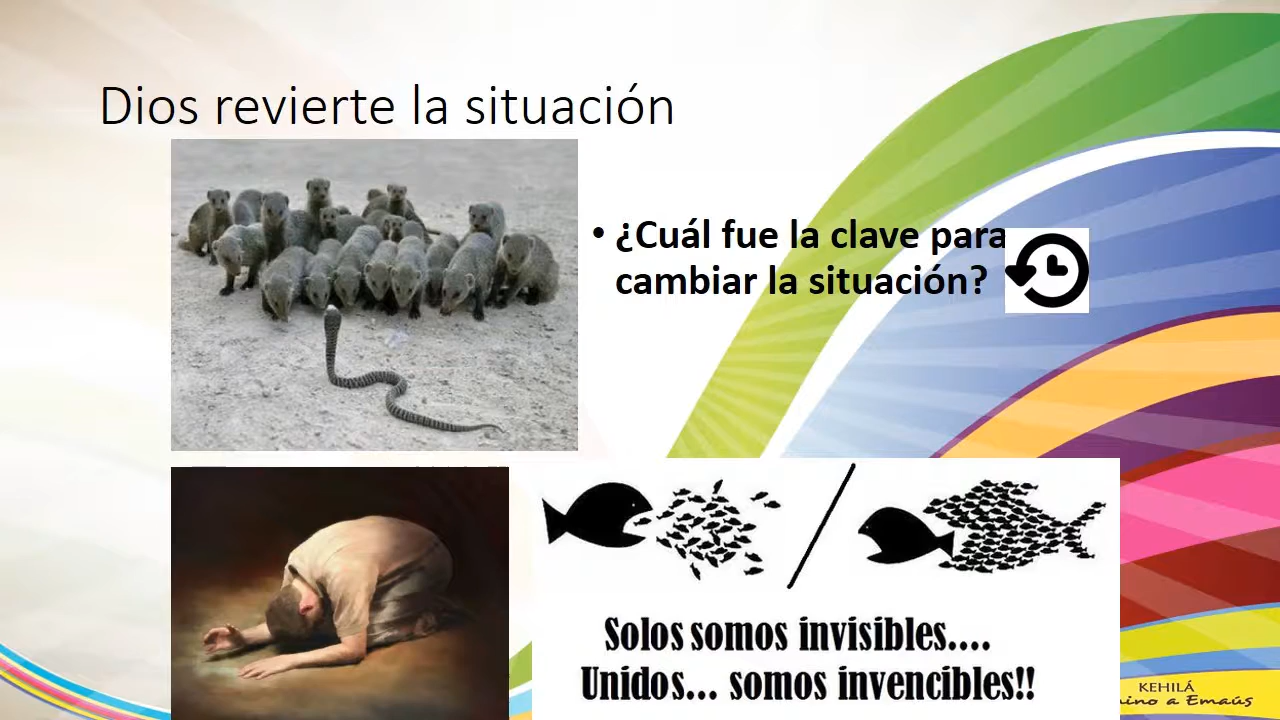 Dios revierte la situación
• ¿Cuál fue la clave para
cambiar la situación?
Solos somos invisibles....
Unidos... somos invencibles!!
KEHILÁ
a Emaús